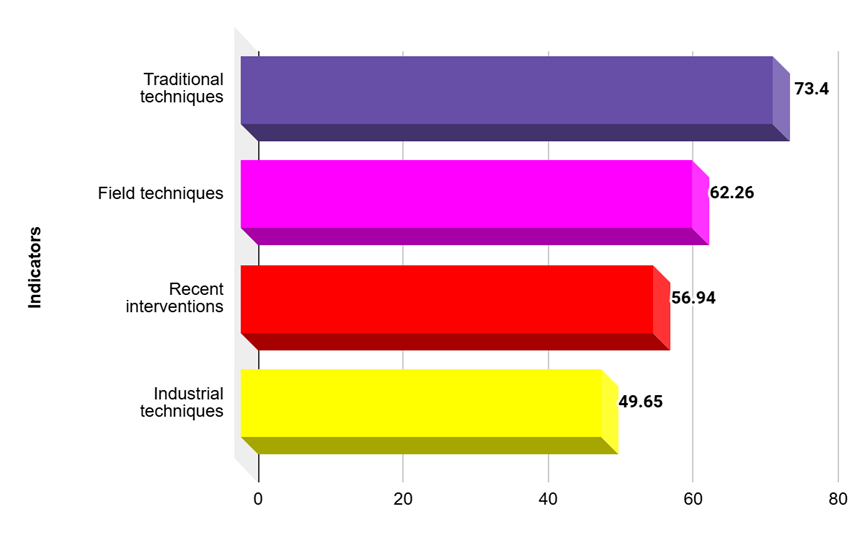 Indicators
Traditional
techniques
73.4
Field techniques
62.26
Recent
interventions
56.94
Industrial
techniques
49.65
0
20
40
60
80